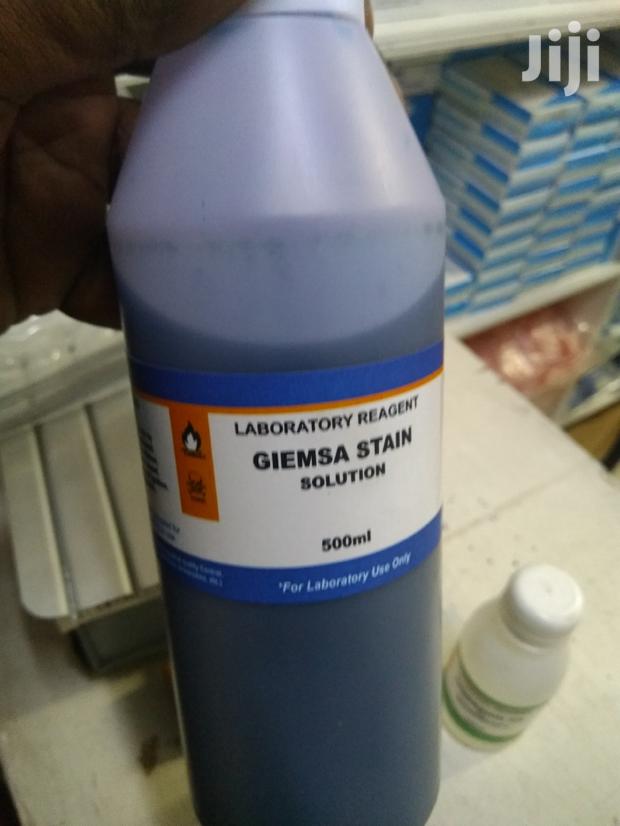 Jiji
LABORATORY REAGENT
GIEMSA STAIN
SOLUTION
500ml
*For Laboratory Use Only